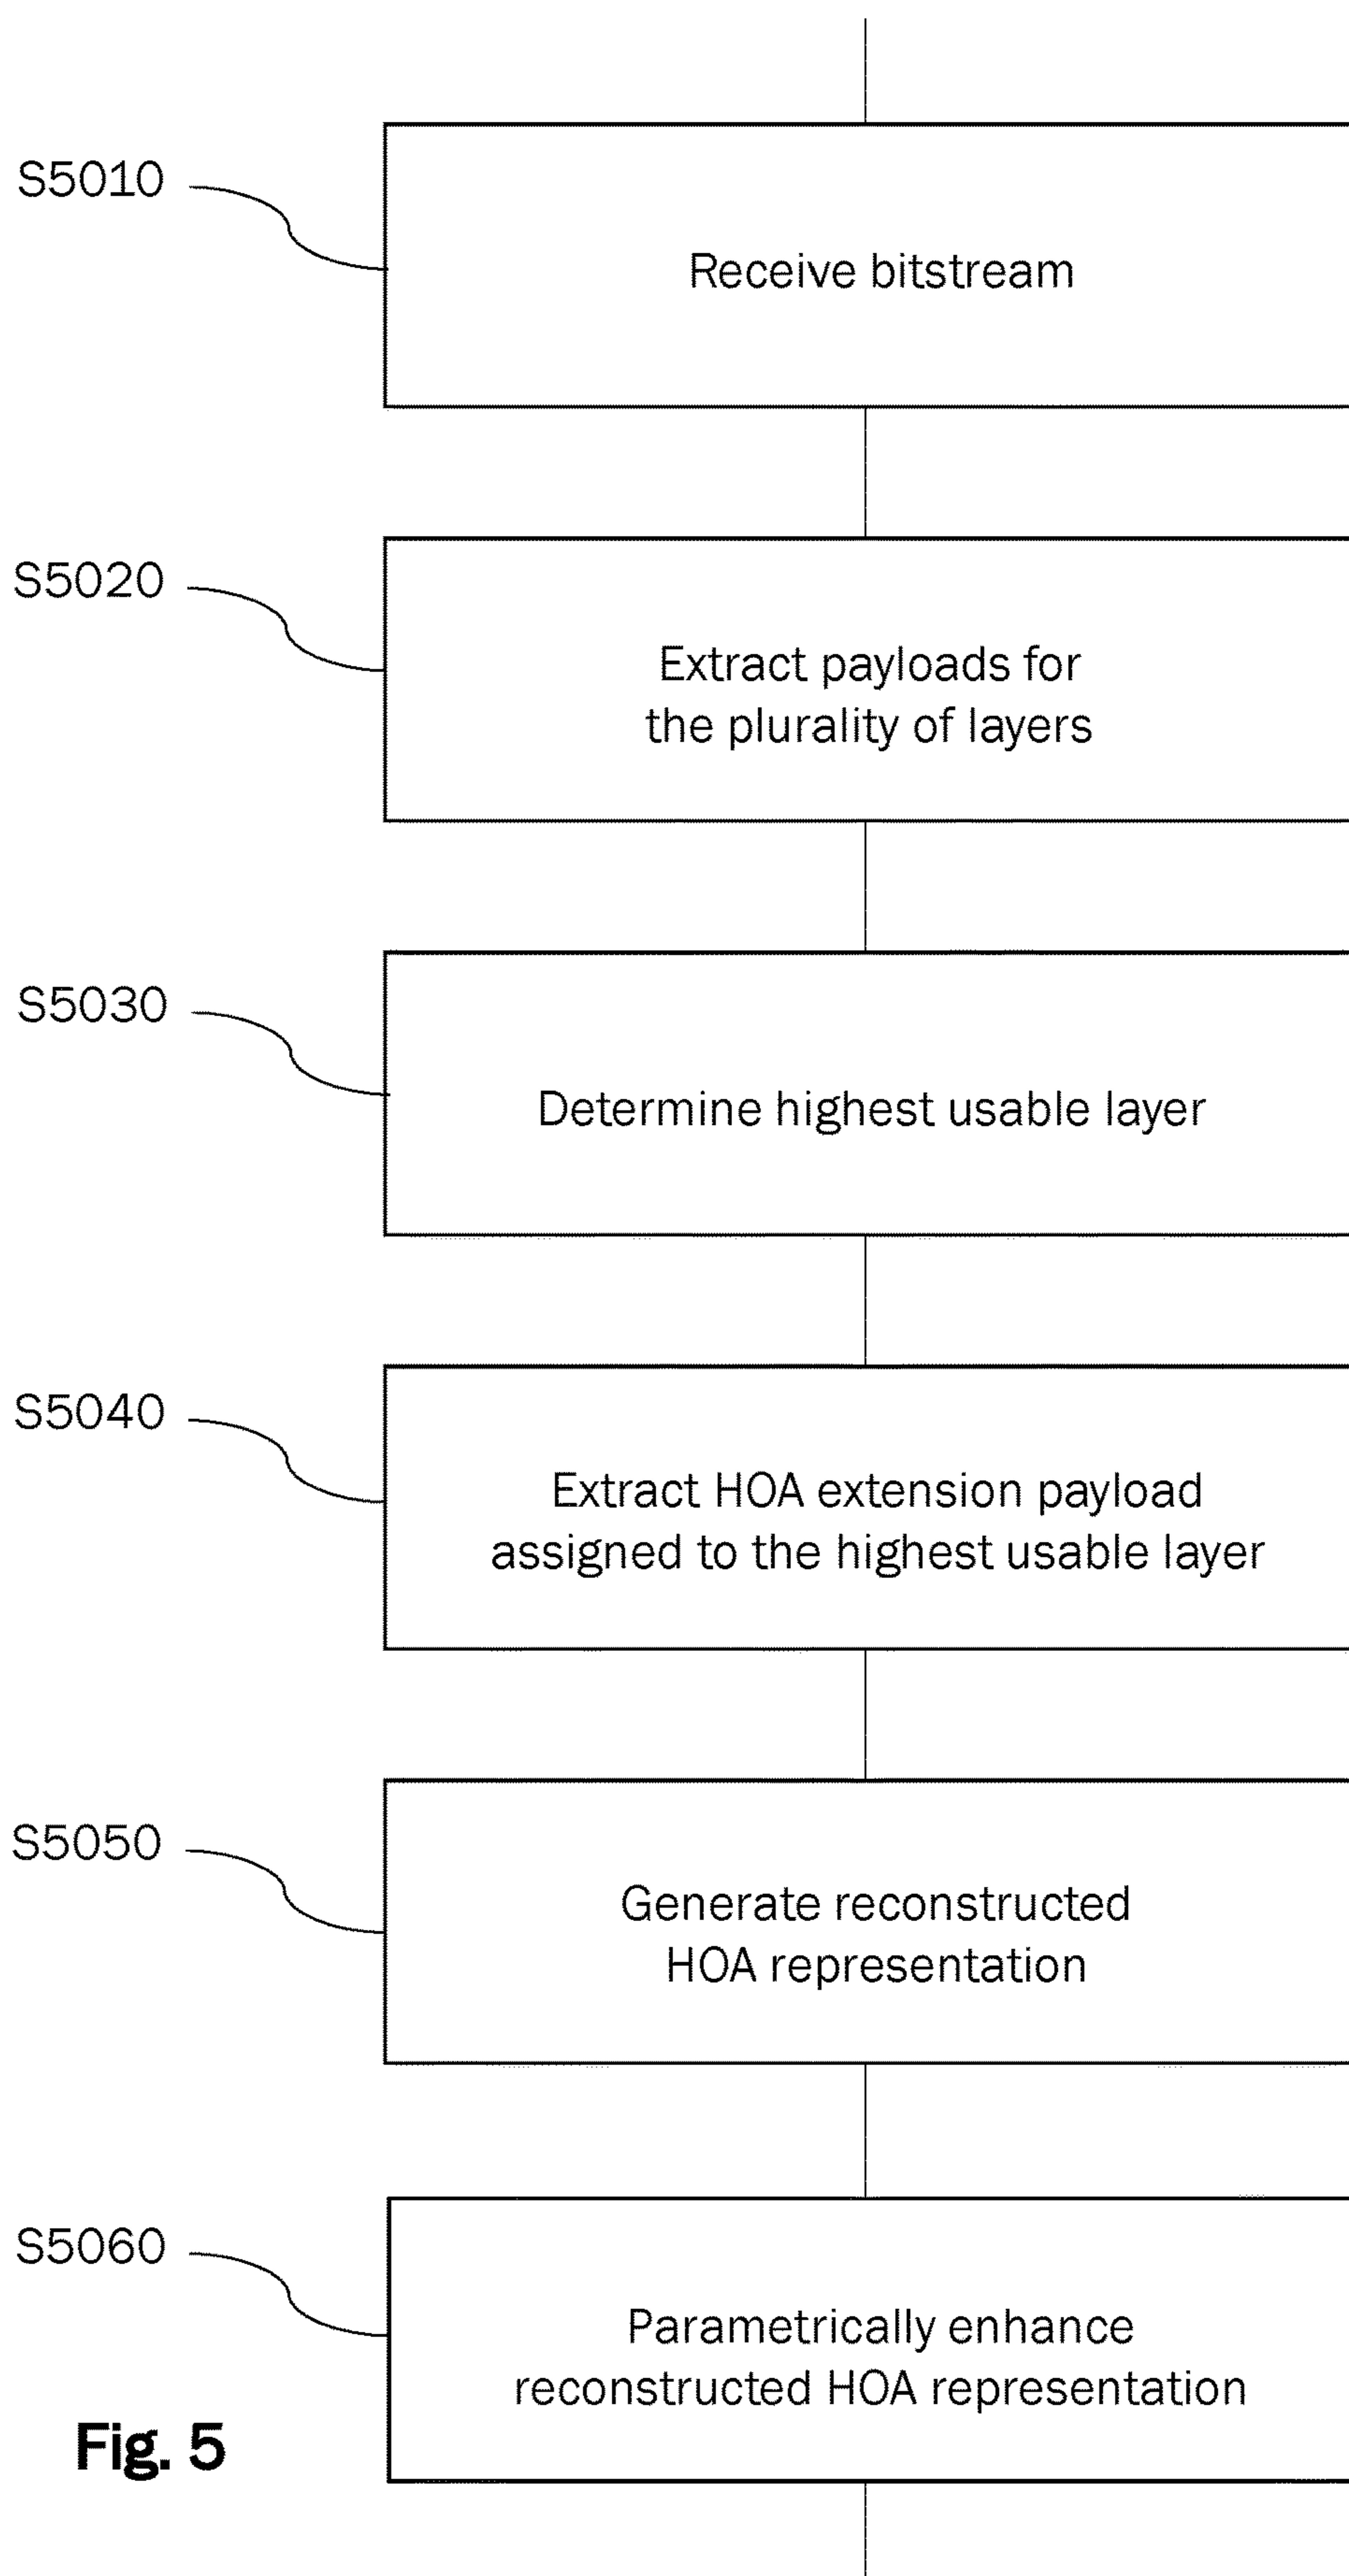 S5010
Receive bitstream
S5020
Extract payloads for
the plurality of layers
S5030
Determine highest usable layer
S5040
Extract HOA extension payload
assigned to the highest usable layer
S5050
Generate reconstructed
HOA representation
S5060
Parametrically enhance
reconstructed HOA representation
Fig. 5